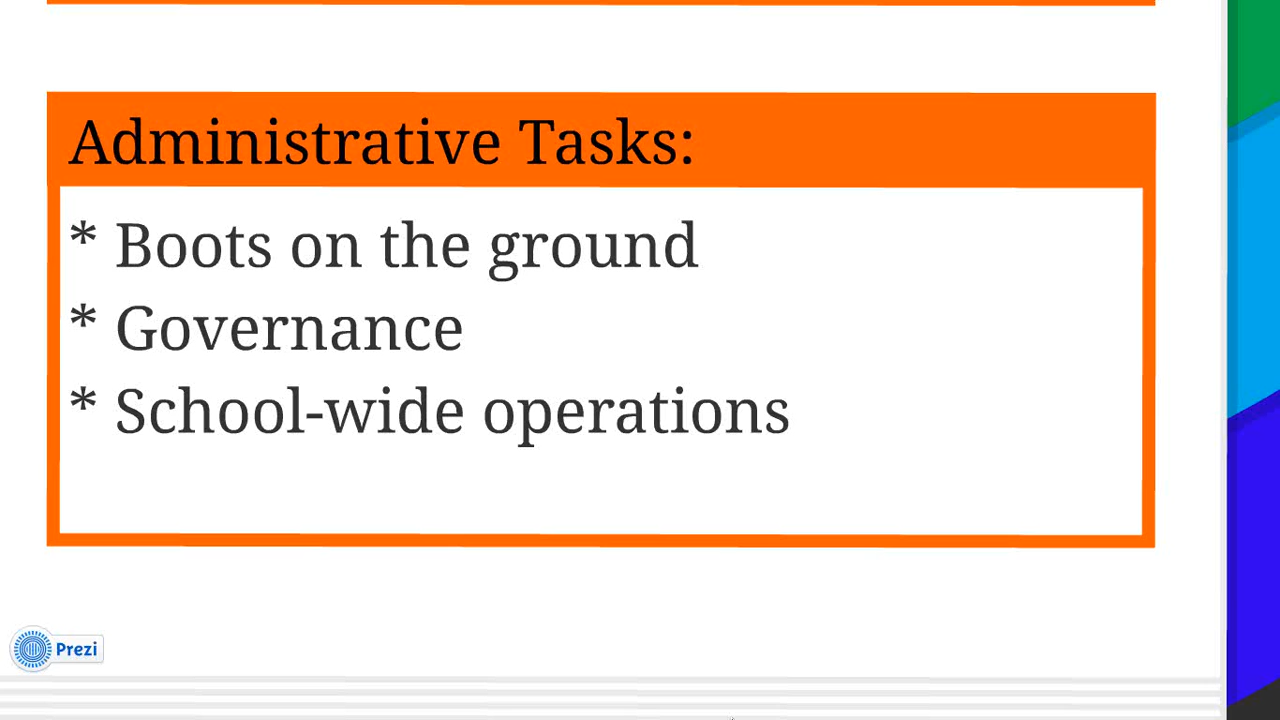 Administrative Tasks:
* Boots on the ground
* Governance
* School-wide operations
Prezi